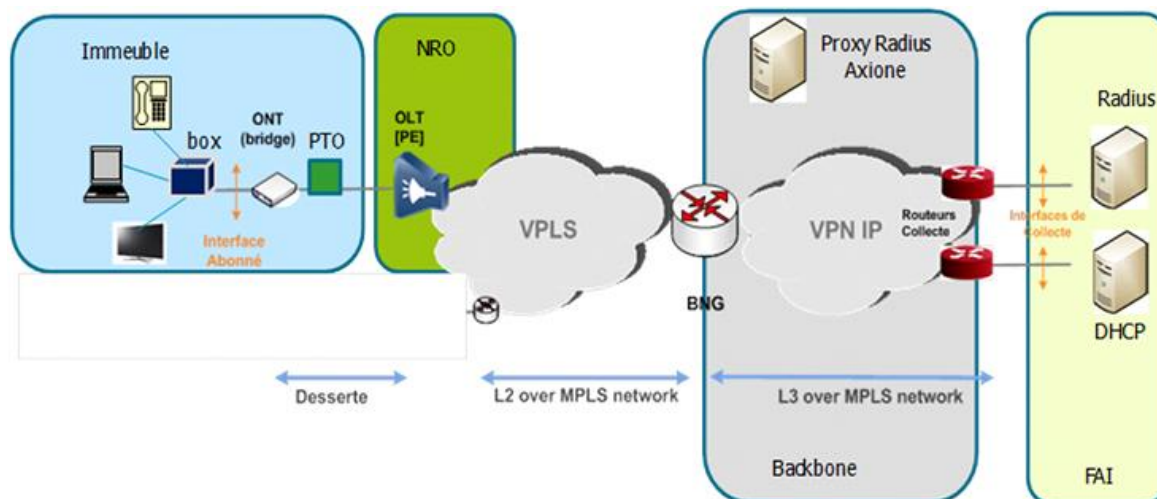 Immeuble
NRO
Proxy Radius
Axione
Radius
ONT
(bridge)
PTO
box
OLT
[PE]
VPLS
VPN IP
Routeurs
Collecte
Interfaces de
Collecte
Interface
Abonné
BNG
DHCP
Desserte
L2 over MPLS network
L3 over MPLS network
Backbone
FAI